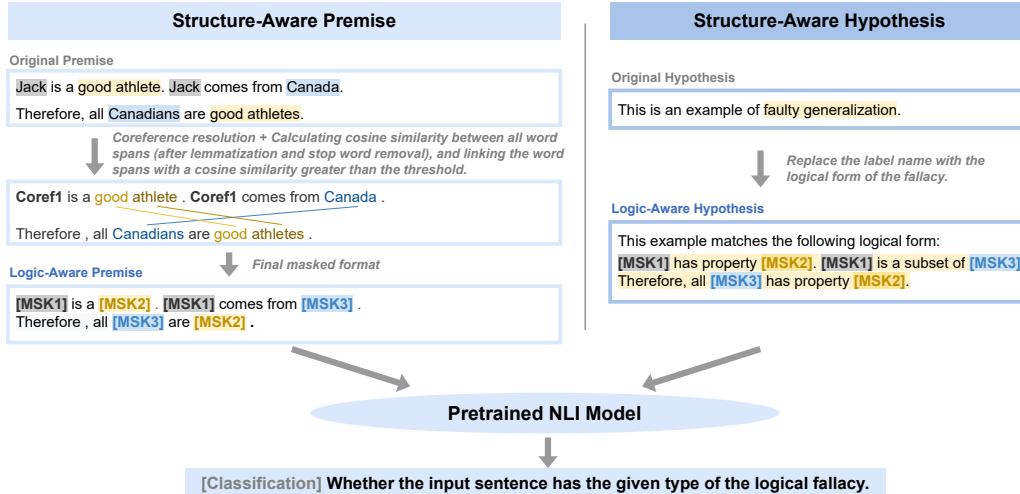 Structure-Aware Premise
Original Premise
Jack is a good athlete. Jack comes from Canada.
Therefore, all Canadians are good athletes.
Coreference resolution + Calculating cosine similarity between all word
spans (after lemmatization and stop word removal), and linking the word
spans with a cosine similarity greater than the threshold.
Coref1 is a good athlete . Coref1 comes from Canada .
Therefore , all Canadians are good athletes .
Final masked format
Logic-Aware Premise
[MSK1] is a [MSK2] . [MSK1] comes from [MSK3] .
Therefore , all [MSK3] are [MSK2] .
Structure-Aware Hypothesis
Original Hypothesis
This is an example of faulty generalization.
Replace the label name with the
logical form of the fallacy.
Logic-Aware Hypothesis
This example matches the following logical form:
[MSK1] has property [MSK2]. [MSK1] is a subset of [MSK3]
Therefore, all [MSK3] has property [MSK2].
Pretrained NLI Model
[Classification] Whether the input sentence has the given type of the logical fallacy.